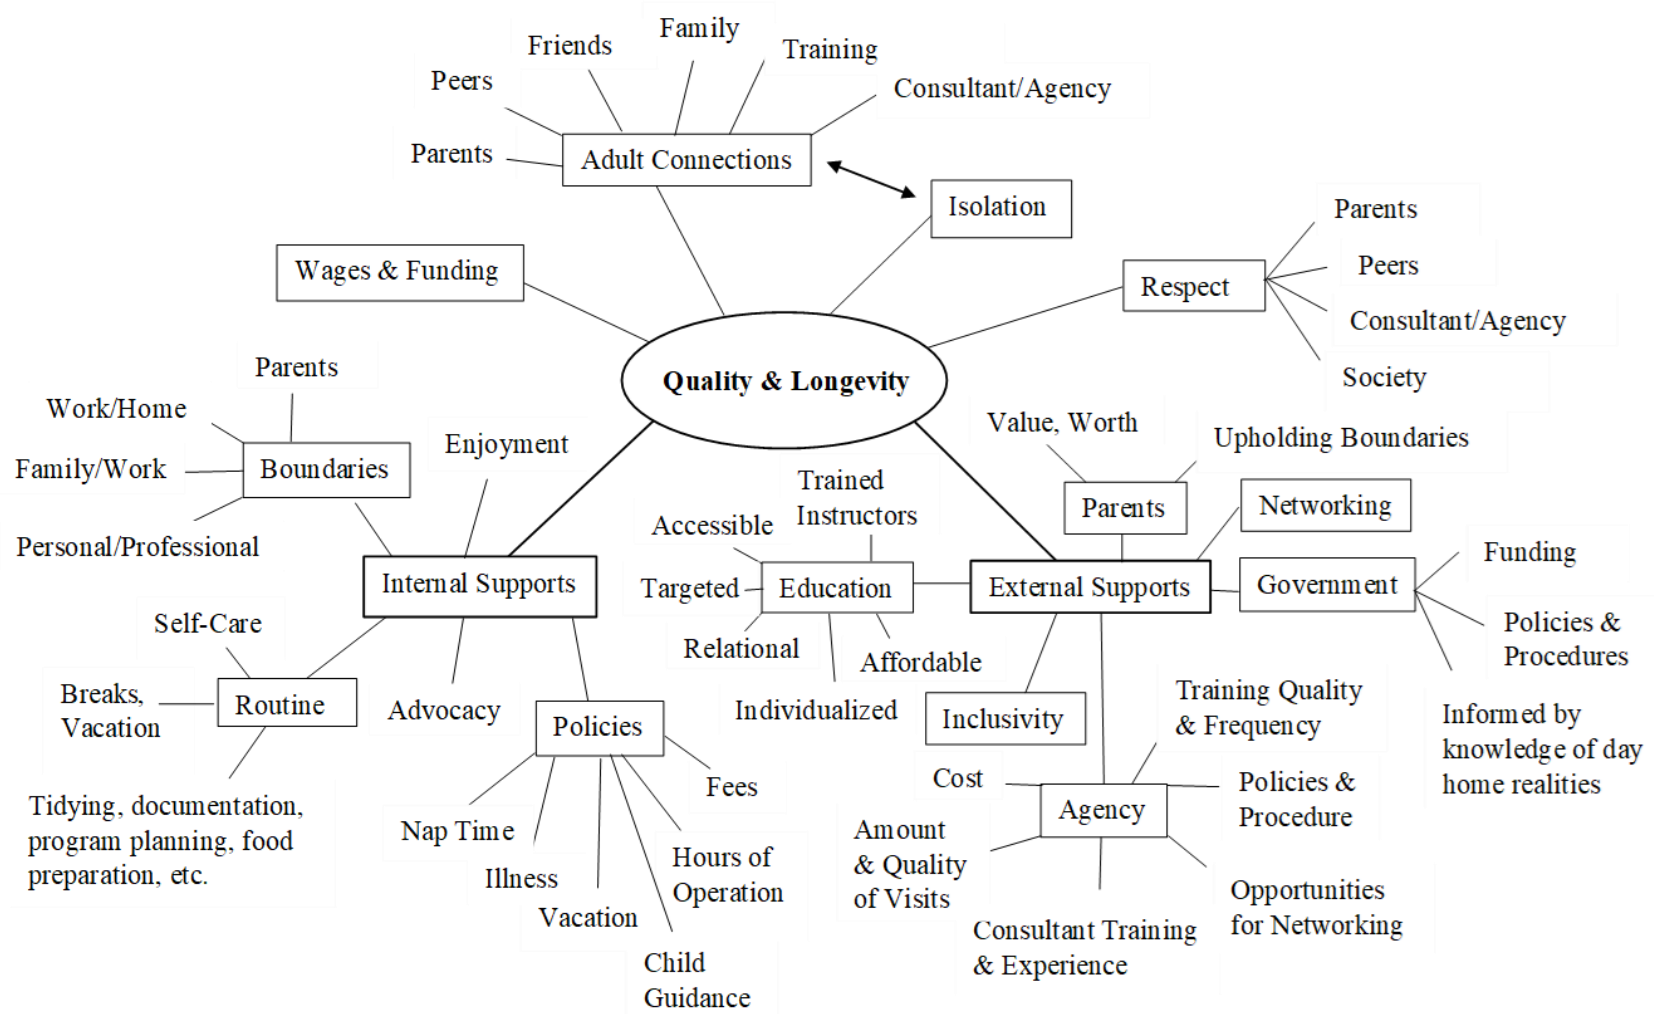 Family
Friends
Training
Peers
Consultant/Agency
Parents
Adult Connections
Isolation
Parents
Wages & Funding
Peers
Respect
Consultant/Agency
Parents
Quality & Longevity
Society
Work/Home
Value, Worth
Upholding Boundaries
Enjoyment
Family/Work
Boundaries
Trained
Instructors
Parents
Networking
Accessible
Personal/Professional
Funding
Internal Supports
Targeted
Education
External Supports
Government
Self-Care
Policies &
Procedures
Relational
Affordable
Breaks,
Vacation
Routine
Advocacy
Individualized
Training Quality
& Frequency
Policies
Inclusivity
Informed by
knowledge of day
home realities
Fees
Cost
Policies &
Procedure
Agency
Tidying, documentation,
program planning, food
preparation, etc.
Nap Time
Amount
& Quality
of Visits
Hours of
Operation
Illness
Opportunities
for Networking
Vacation
Consultant Training
& Experience
Child
Guidance